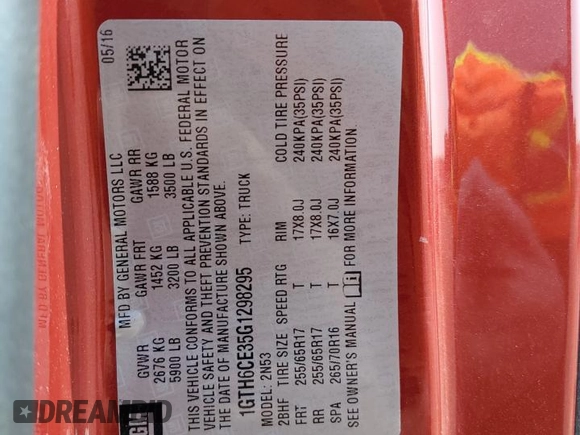 GM
MFD BY GENERAL MOTORS LLC
05/16
GVWR GAWR FRT GAWR RR
2676 KG 1452 KG 1588 KG
5900 LB 3200 LB 3500 LB
THIS VEHICLE CONFORMS TO ALL APPLICABLE U.S. FEDERAL MOTOR
VEHICLE SAFETY AND THEFT PREVENTION STANDARDS IN EFFECT ON
THE DATE OF MANUFACTURE SHOWN ABOVE.
1GTH6CE35G1298295 TYPE: TRUCK
MODEL: 2N53
2BHF TIRE SIZE SPEED RTG RIM COLD TIRE PRESSURE
FRT 255/65R17 T 17X8.0J 240KPA(35PSI)
RR 255/65R17 T 17X8.0J 240KPA(35PSI)
SPA 265/70R16 T 16X7.0J 240KPA(35PSI)
SEE OWNER'S MANUAL FOR MORE INFORMATION.
DREAMBID